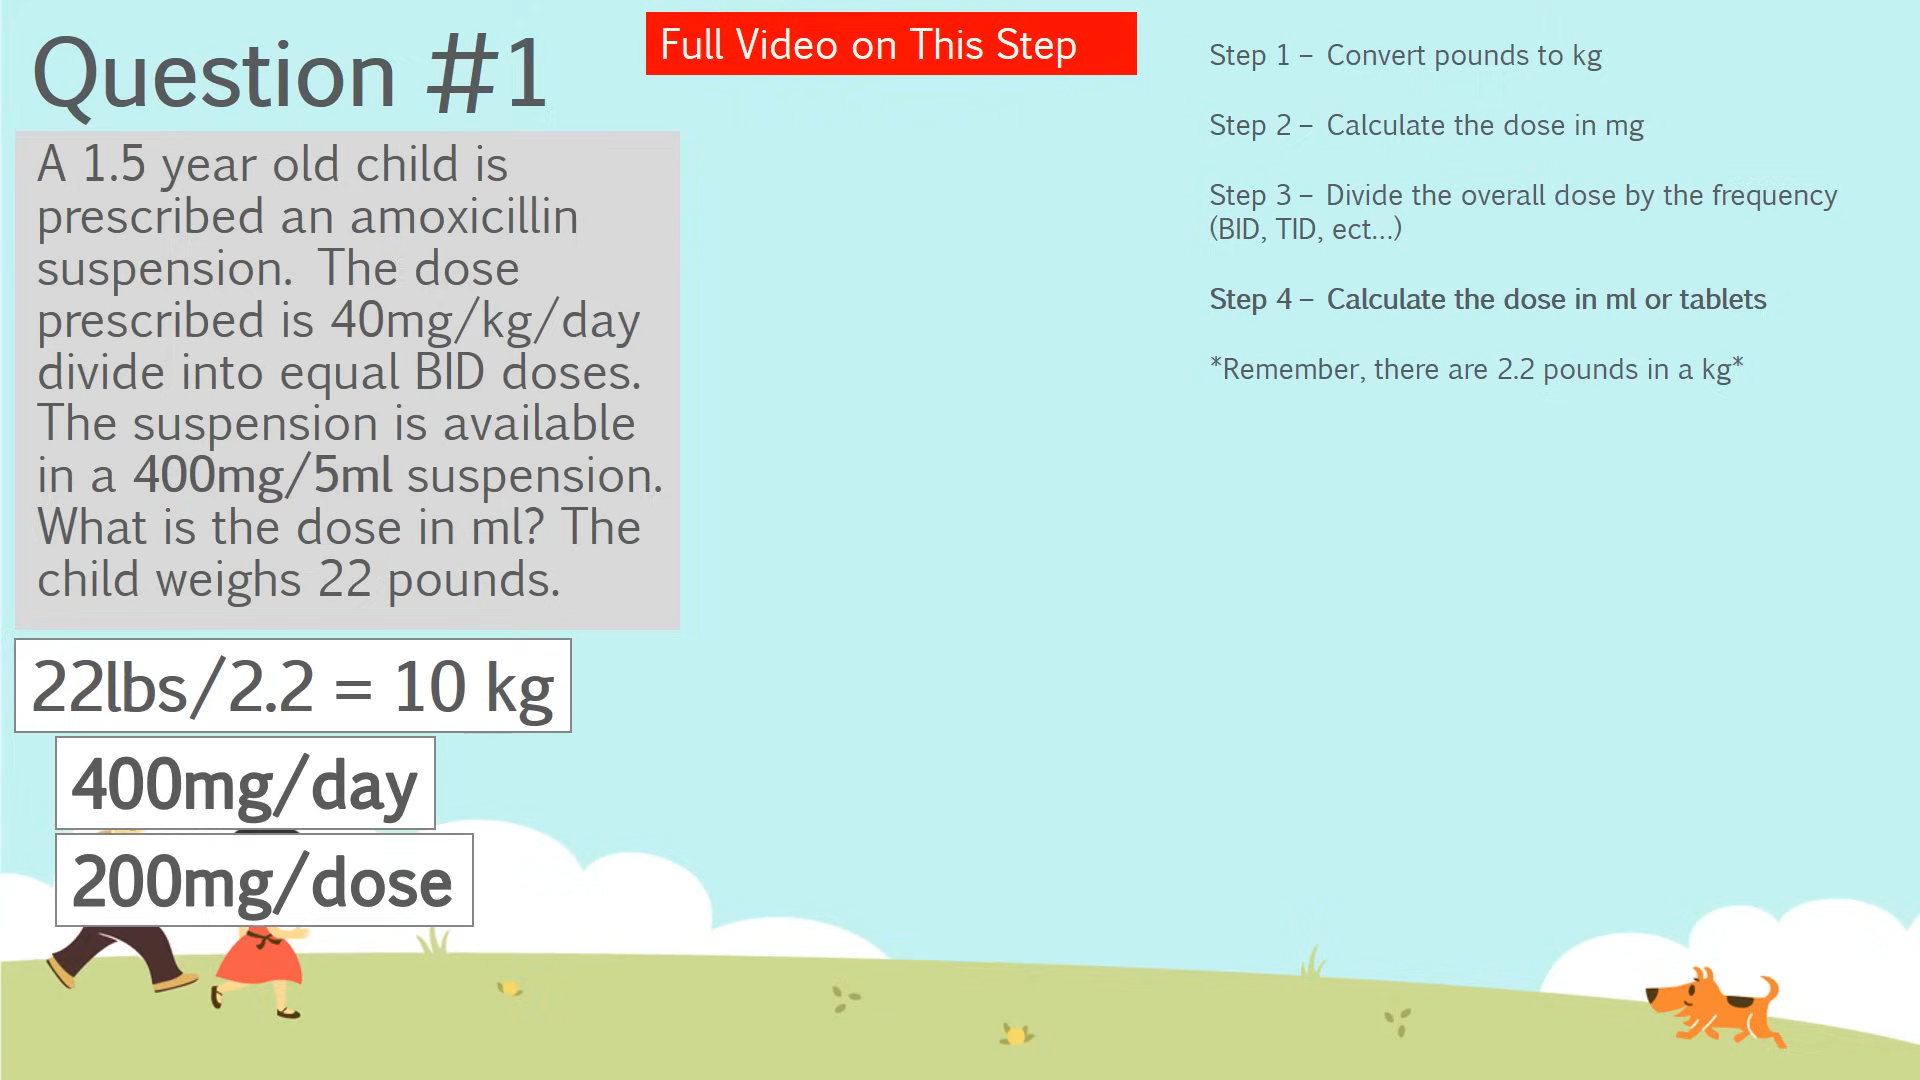 Question #1
Full Video on This Step
A 1.5 year old child is
prescribed an amoxicillin
suspension. The dose
prescribed is 40mg/kg/day
divide into equal BID doses.
The suspension is available
in a 400mg/5ml suspension.
What is the dose in ml? The
child weighs 22 pounds.
22lbs/2.2 = 10 kg
400mg/day
200mg/dose
Step 1 – Convert pounds to kg
Step 2 – Calculate the dose in mg
Step 3 – Divide the overall dose by the frequency
(BID, TID, ect...)
Step 4 – Calculate the dose in ml or tablets
*Remember, there are 2.2 pounds in a kg*